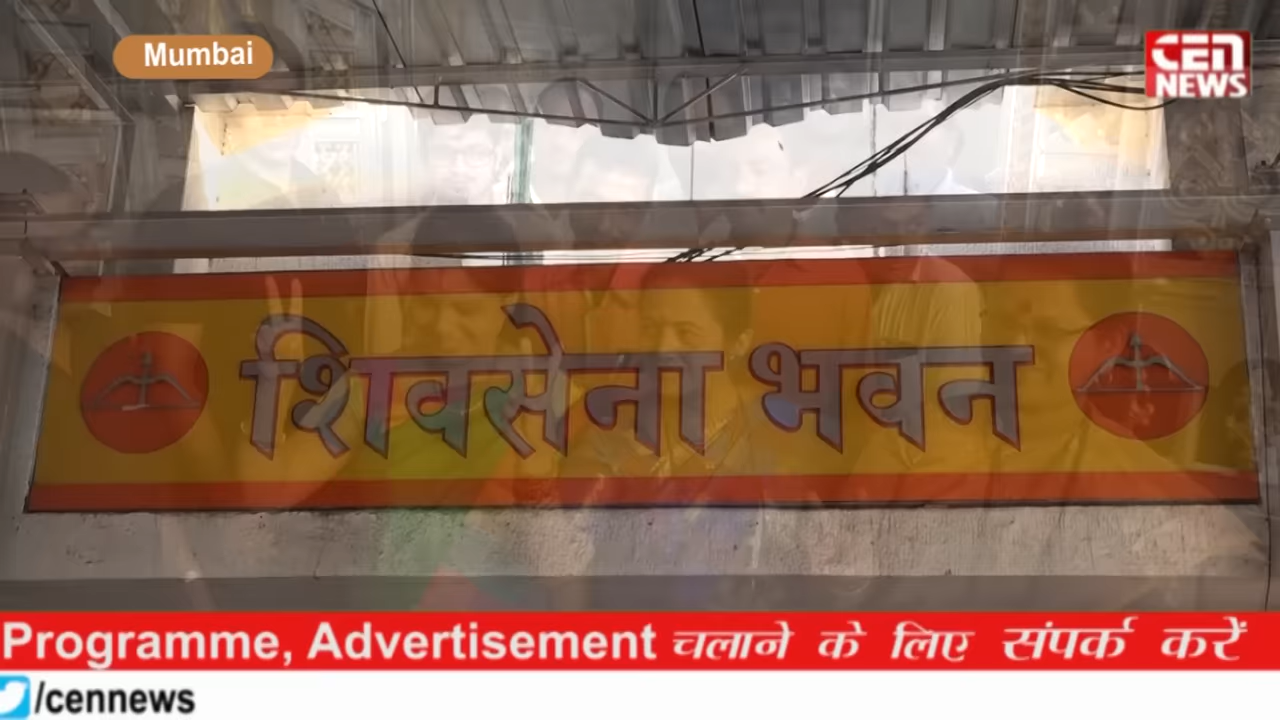 Mumbai
CEN
NEWS
शिवसेना भवन
Programme, Advertisement चलाने के लिए संपर्क करें
/cennews